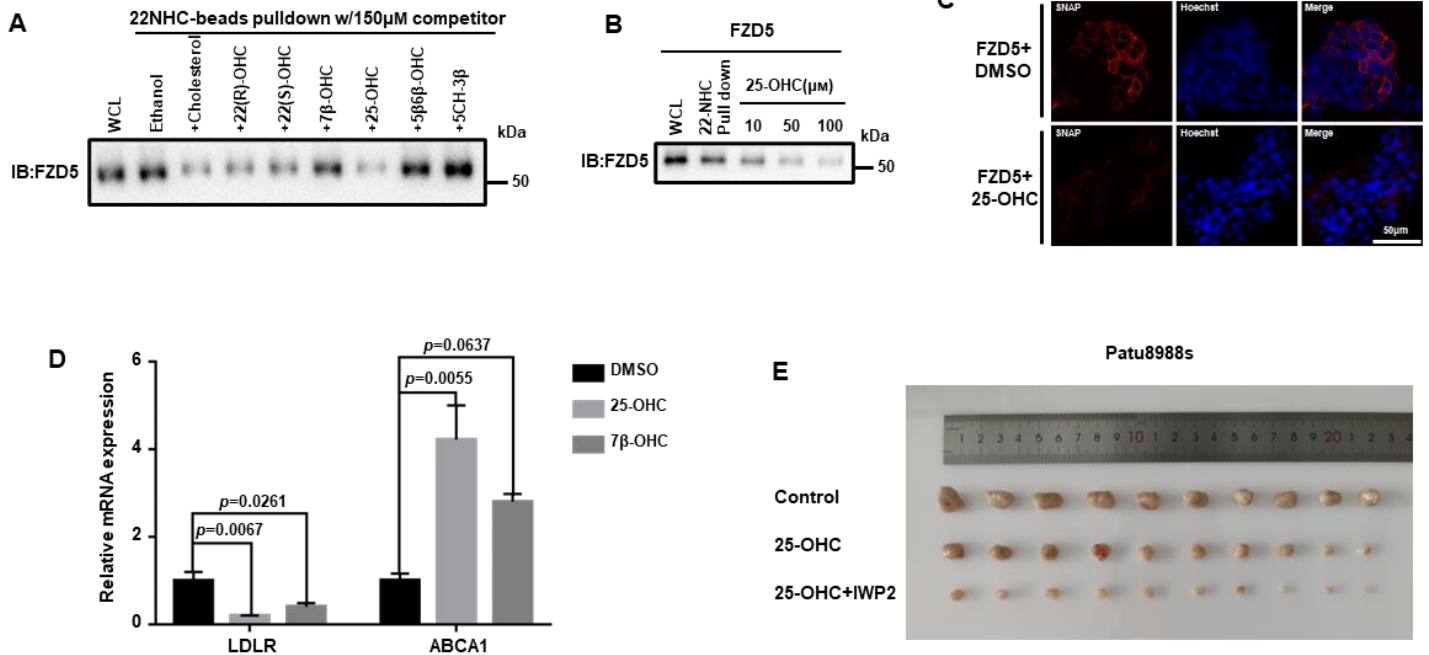 A
22NHC-beads pulldown w/150μM competitor
WCL
Ethanol
+Cholesterol
+22(R)-OHC
+22(S)-OHC
+7β-OHC
+25-OHC
+5β6β-OHC
+5CH-3β
kDa
IB:FZD5
50
B
FZD5
WCL
22-NHC
Pull down
25-OHC(μM)
10 50 100
kDa
IB:FZD5
50
C
SNAP Hoechst Merge
FZD5+
DMSO
SNAP Hoechst Merge
FZD5+
25-OHC
50μm
D
Relative mRNA expression
6
4
2
0
p=0.0261
p=0.0067
p=0.0637
p=0.0055
LDLR ABCA1
DMSO
25-OHC
7β-OHC
E
Patu8988s
1 2 3 4 5 6 7 8 9 10 1 2 3 4 5 6 7 8 9 20 1 2 3 4
Control
25-OHC
25-OHC+IWP2